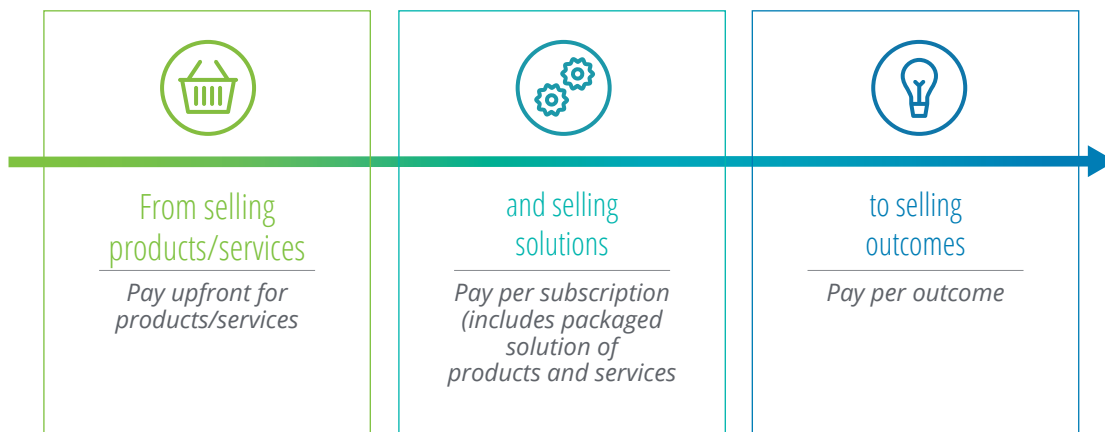 From selling
products/services
Pay upfront for
products/services
and selling
solutions
Pay per subscription
(includes packaged
solution of
products and services
to selling
outcomes
Pay per outcome